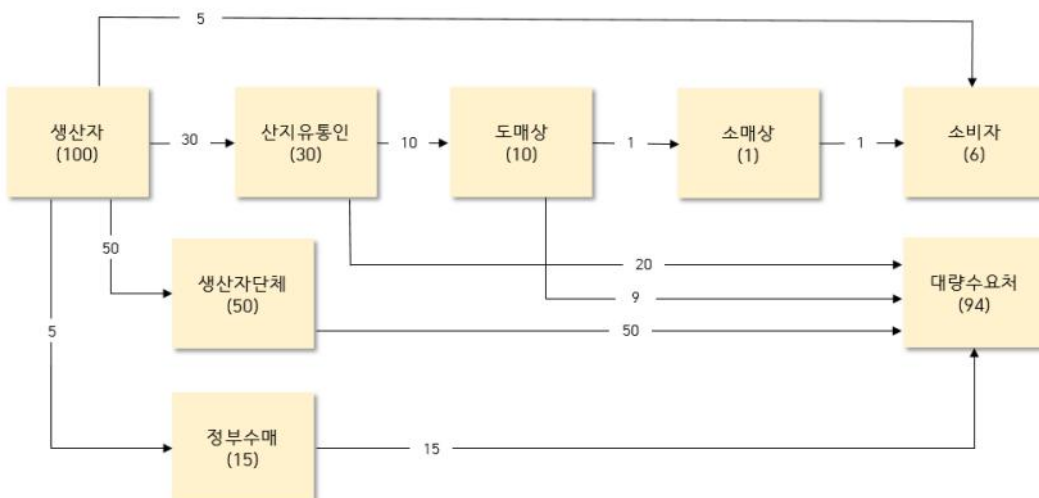 5
생산자
(100)
30
산지유통인
(30)
10
도매상
(10)
1
소매상
(1)
1
소비자
(6)
50
생산자단체
(50)
20
9
50
대량수요처
(94)
5
정부수매
(15)
15